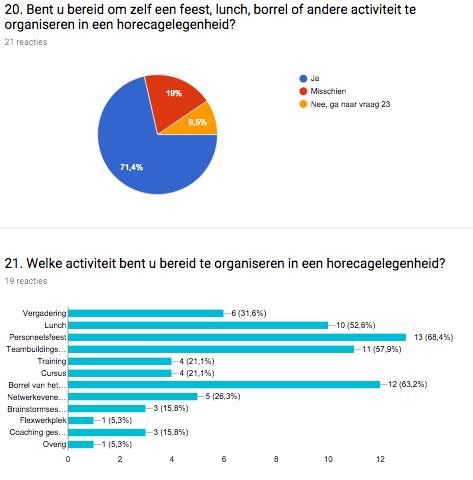 20. Bent u bereid om zelf een feest, lunch, borrel of andere activiteit te
organiseren in een horecagelegenheid?
21 reacties
Ja
Misschien
Nee, ga naar vraag 23
19%
9,5%
71,4%
21. Welke activiteit bent u bereid te organiseren in een horecagelegenheid?
19 reacties
Vergadering 6 (31,6%)
Lunch 10 (52,6%)
Personeelsfeest 13 (68,4%)
Teambuildings... 11 (57,9%)
Training 4 (21,1%)
Cursus 4 (21,1%)
Borrel van het... 12 (63,2%)
Netwerkevene... 5 (26,3%)
Brainstormses... 3 (15,8%)
Flexwerkplek 1 (5,3%)
Coaching ges... 3 (15,8%)
Overig 1 (5,3%)
0 2 4 6 8 10 12